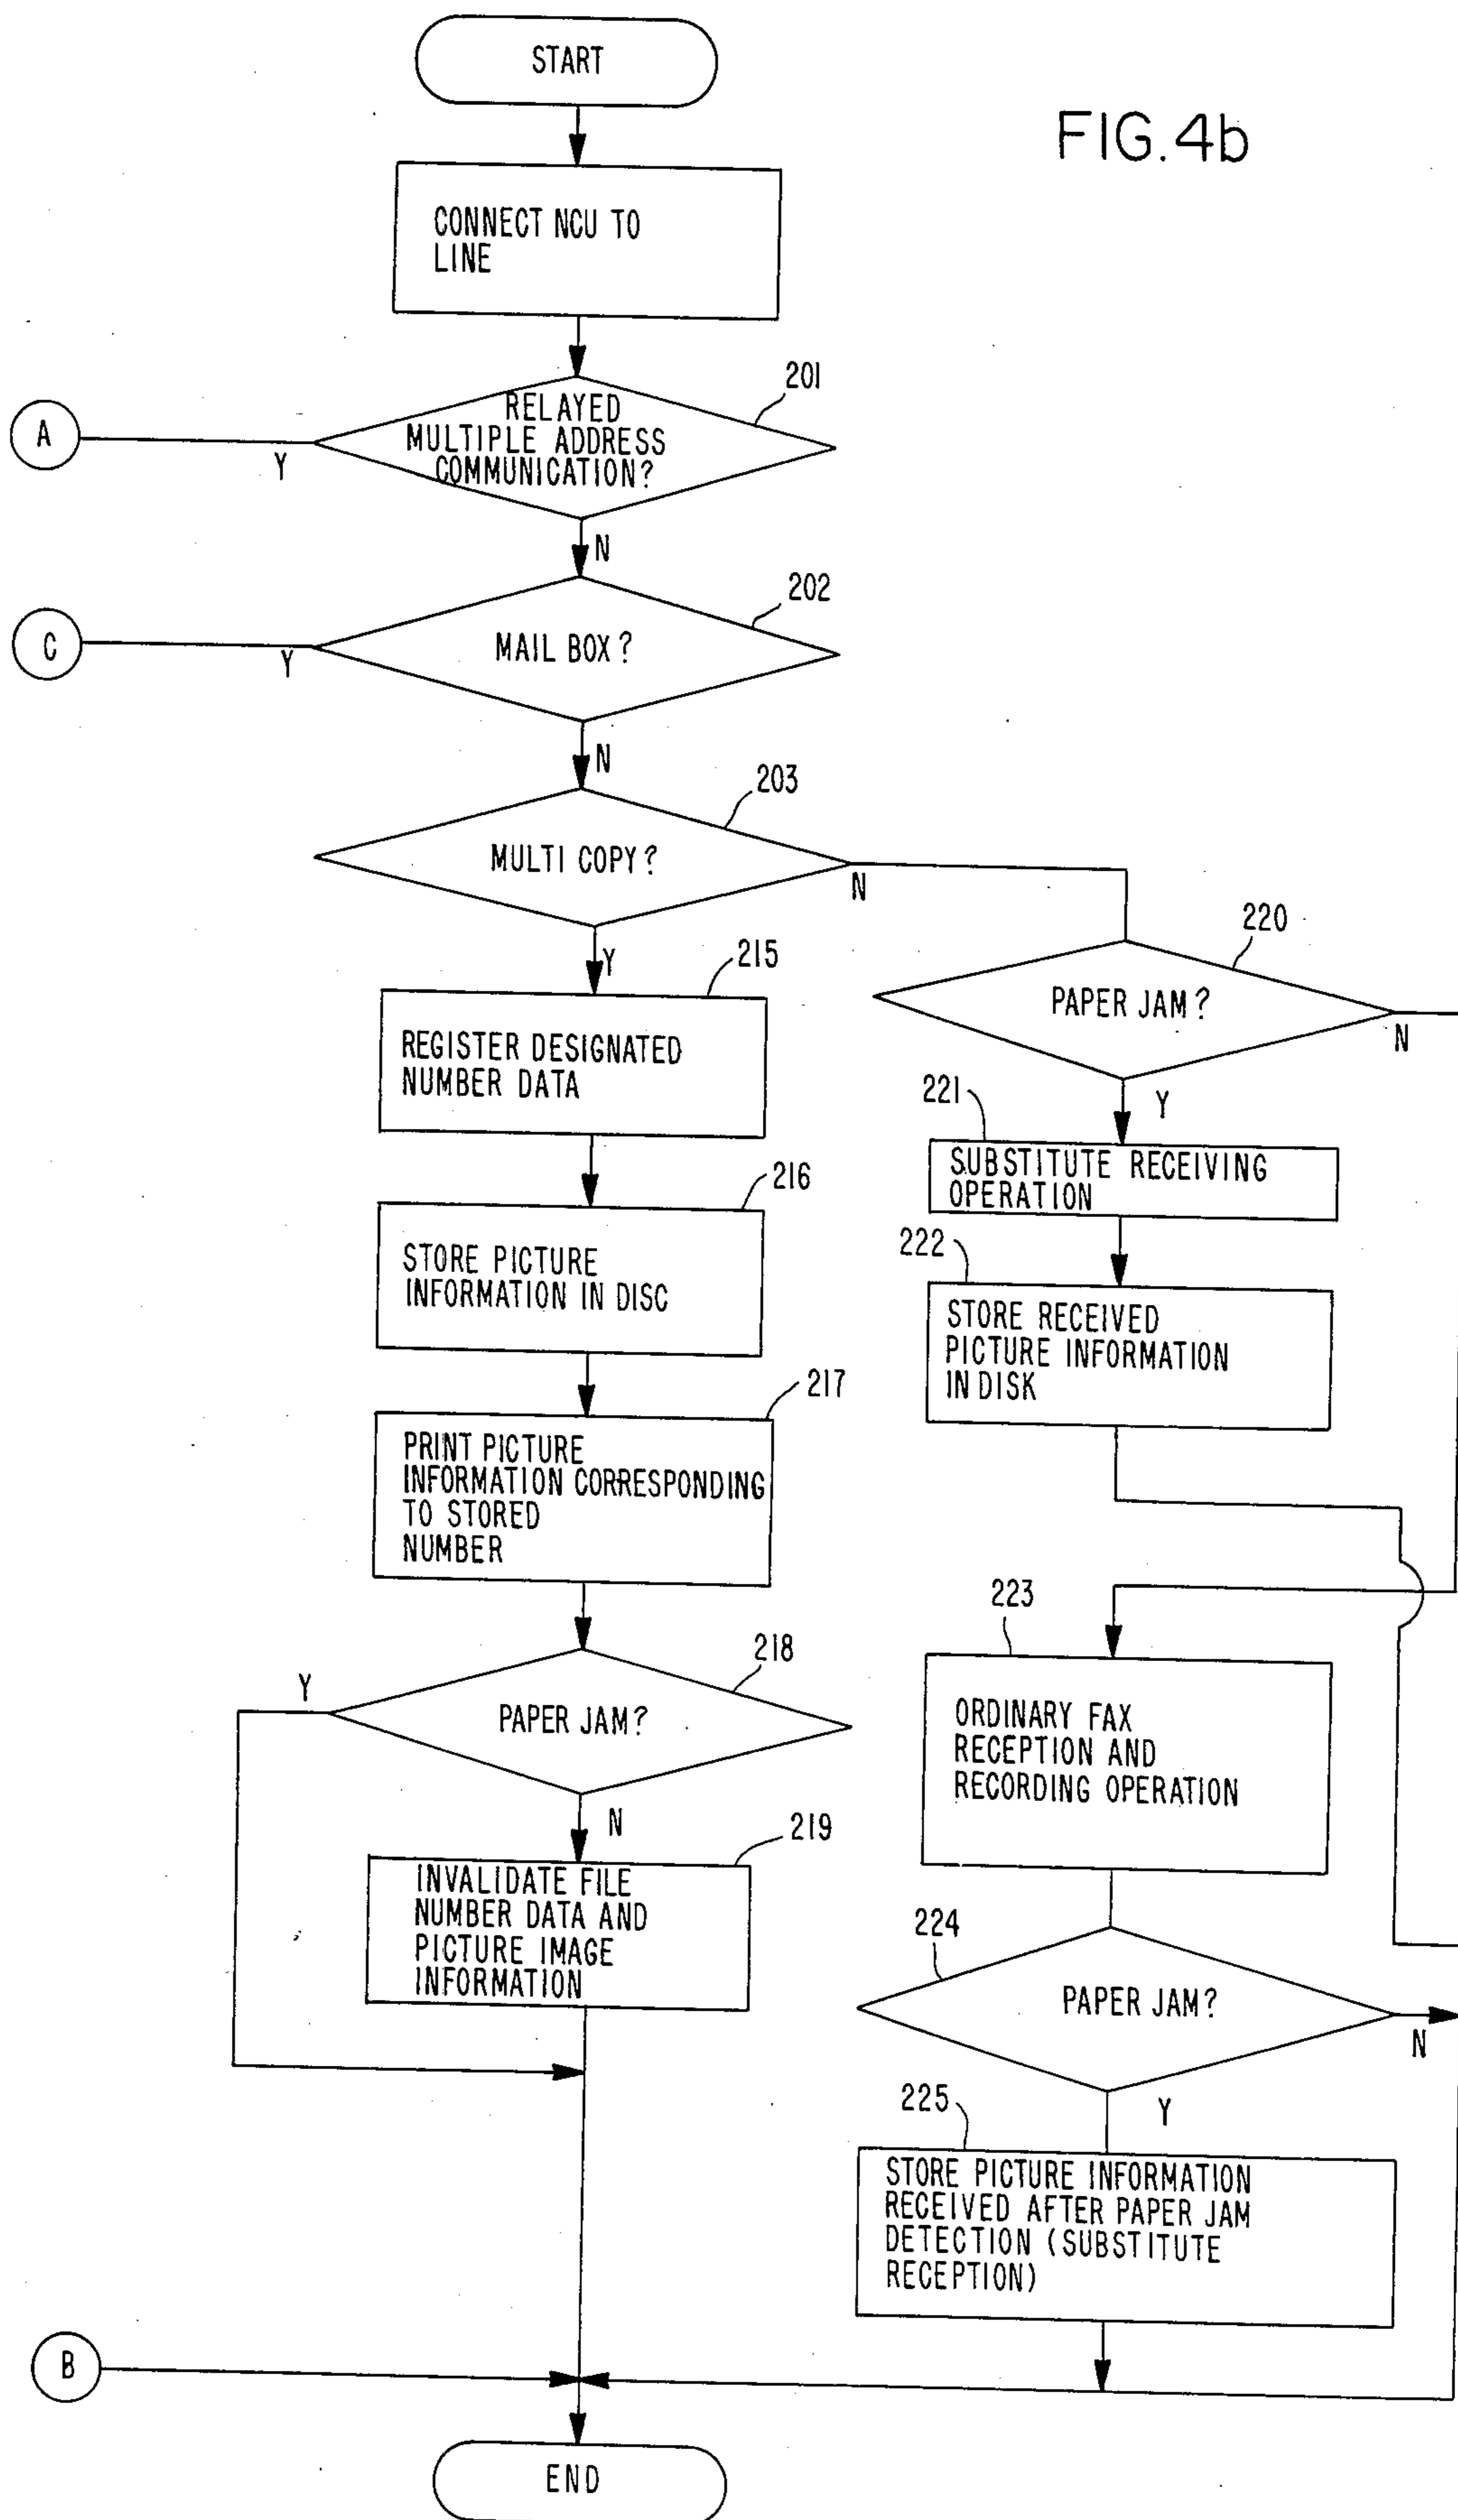 START
FIG. 4b
CONNECT NCU TO
LINE
201
RELAYED
MULTIPLE ADDRESS
COMMUNICATION?
A
Y
N
202
MAIL BOX?
C
Y
N
203
MULTI COPY?
N
Y
220
PAPER JAM?
N
Y
215
REGISTER DESIGNATED
NUMBER DATA
221
SUBSTITUTE RECEIVING
OPERATION
216
STORE PICTURE
INFORMATION IN DISC
222
STORE RECEIVED
PICTURE INFORMATION
IN DISK
217
PRINT PICTURE
INFORMATION CORRESPONDING
TO STORED
NUMBER
223
ORDINARY FAX
RECEPTION AND
RECORDING OPERATION
218
Y
PAPER JAM?
N
219
INVALIDATE FILE
NUMBER DATA AND
PICTURE IMAGE
INFORMATION
224
PAPER JAM?
N
Y
225
STORE PICTURE INFORMATION
RECEIVED AFTER PAPER JAM
DETECTION (SUBSTITUTE
RECEPTION)
B
END